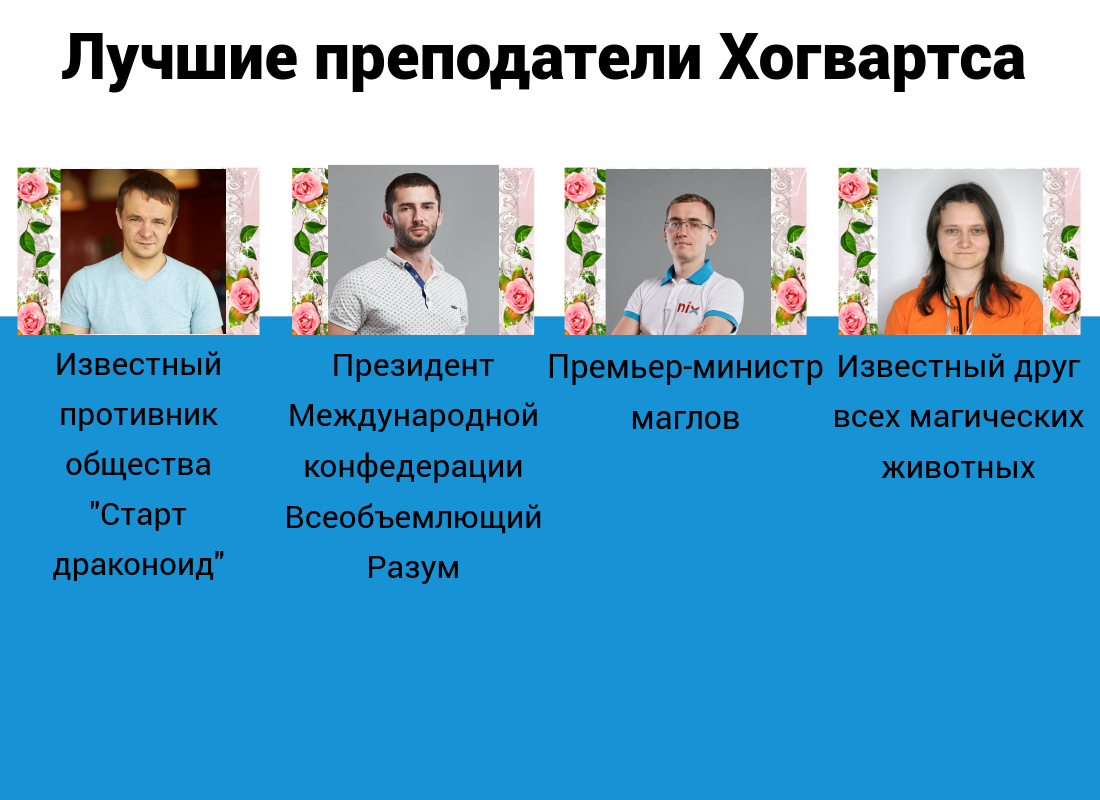 Лучшие преподатели Хогвартса
nix
Известный
противник
общества
"Старт
драконоид"
Президент
Международной
конфедерации
Всеобъемлющий
Разум
Премьер-министр
маглов
Известный друг
всех магических
животных